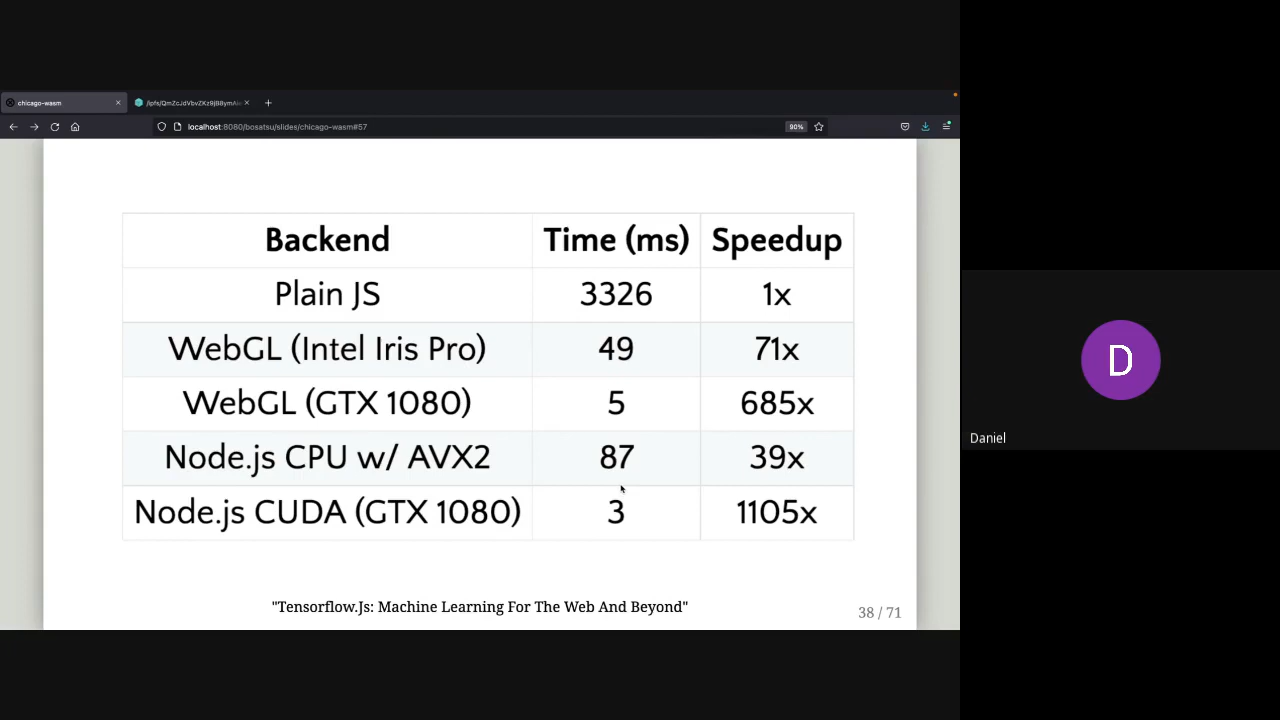 chicago-wasm
localhost:8080/bosatsu/slides/chicago-wasm#57
90%
Backend Time (ms) Speedup
Plain JS 3326 1x
WebGL (Intel Iris Pro) 49 71x
WebGL (GTX 1080) 5 685x
Node.js CPU w/ AVX2 87 39x
Node.js CUDA (GTX 1080) 3 1105x
"Tensorflow.Js: Machine Learning For The Web And Beyond"
38 / 71
D
Daniel